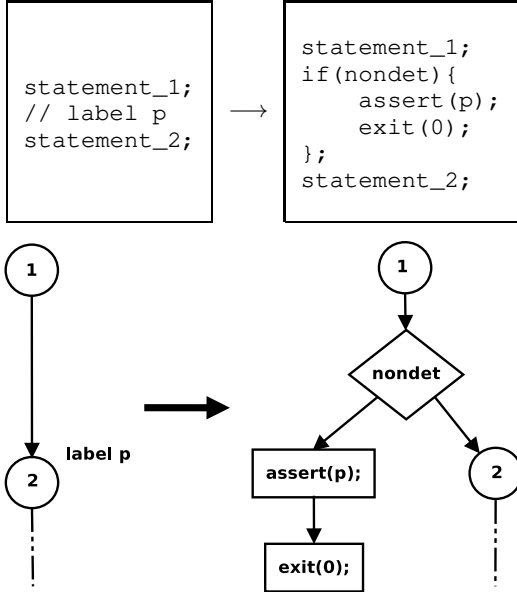 statement_1;
// label p
statement_2;
statement_1;
if(nondet){
assert(p);
exit(0);
};
statement_2;
1
label p
2
1
nondet
assert(p);
2
exit(0);